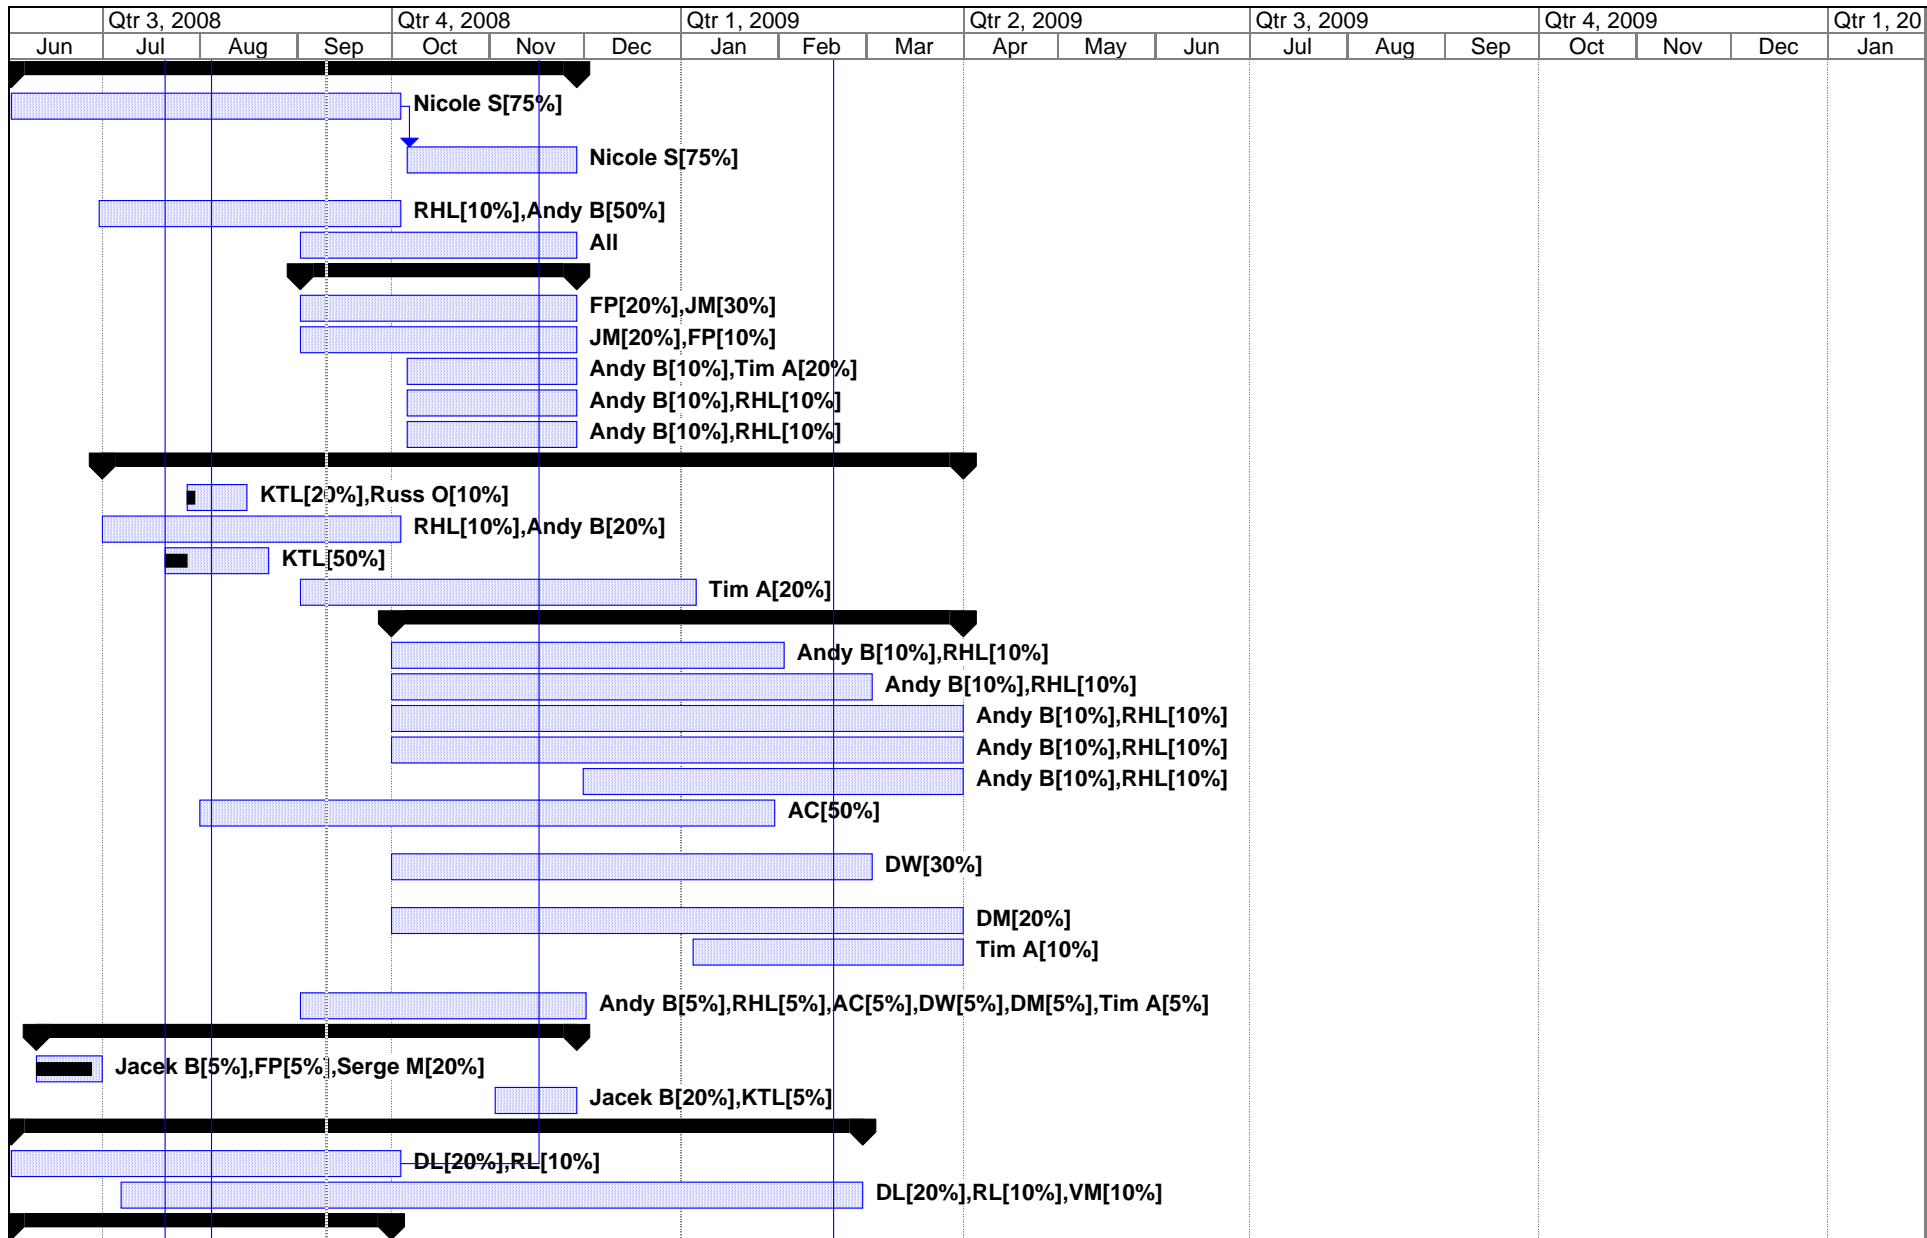 Qtr 3, 2008 Qtr 4, 2008 Qtr 1, 2009 Qtr 2, 2009 Qtr 3, 2009 Qtr 4, 2009 Qtr 1, 20
Jun Jul Aug Sep Oct Nov Dec Jan Feb Mar Apr May Jun Jul Aug Sep Oct Nov Dec Jan
Nicole S[75%]
Nicole S[75%]
RHL[10%],Andy B[50%]
All
FP[20%],JM[30%]
JM[20%],FP[10%]
Andy B[10%],Tim A[20%]
Andy B[10%],RHL[10%]
Andy B[10%],RHL[10%]
KTL[20%],Russ O[10%]
RHL[10%],Andy B[20%]
KTL[50%]
Tim A[20%]
Andy B[10%],RHL[10%]
Andy B[10%],RHL[10%]
Andy B[10%],RHL[10%]
Andy B[10%],RHL[10%]
Andy B[10%],RHL[10%]
AC[50%]
DW[30%]
DM[20%]
Tim A[10%]
Andy B[5%],RHL[5%],AC[5%],DW[5%],DM[5%],Tim A[5%]
Jacek B[5%],FP[5%],Serge M[20%]
Jacek B[20%],KTL[5%]
DL[20%],RL[10%]
DL[20%],RL[10%],VM[10%]